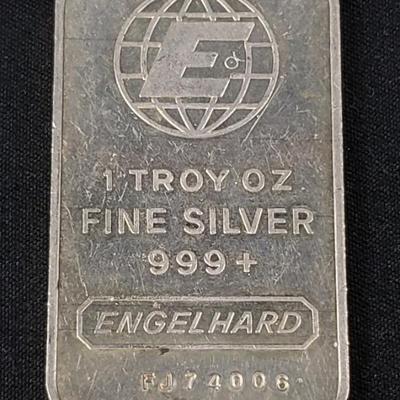 E
1 TROY OZ
FINE SILVER
999+
ENGELHARD
FJ74006